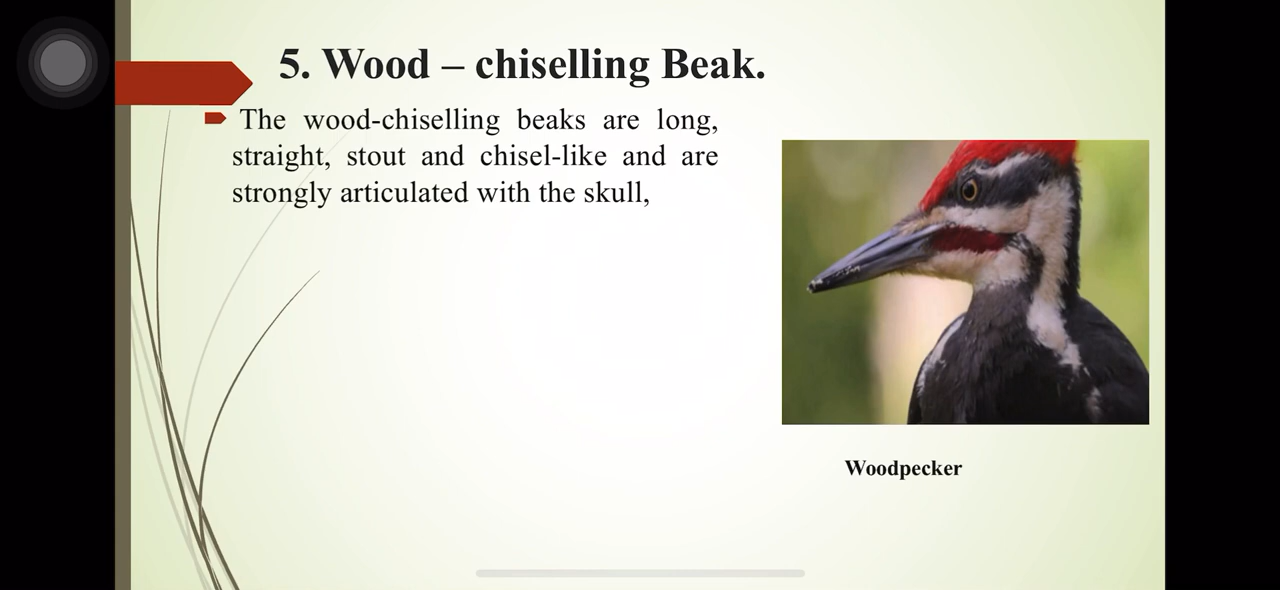 5. Wood – chiselling Beak.
The wood-chiselling beaks are long,
straight, stout and chisel-like and are
strongly articulated with the skull,
Woodpecker